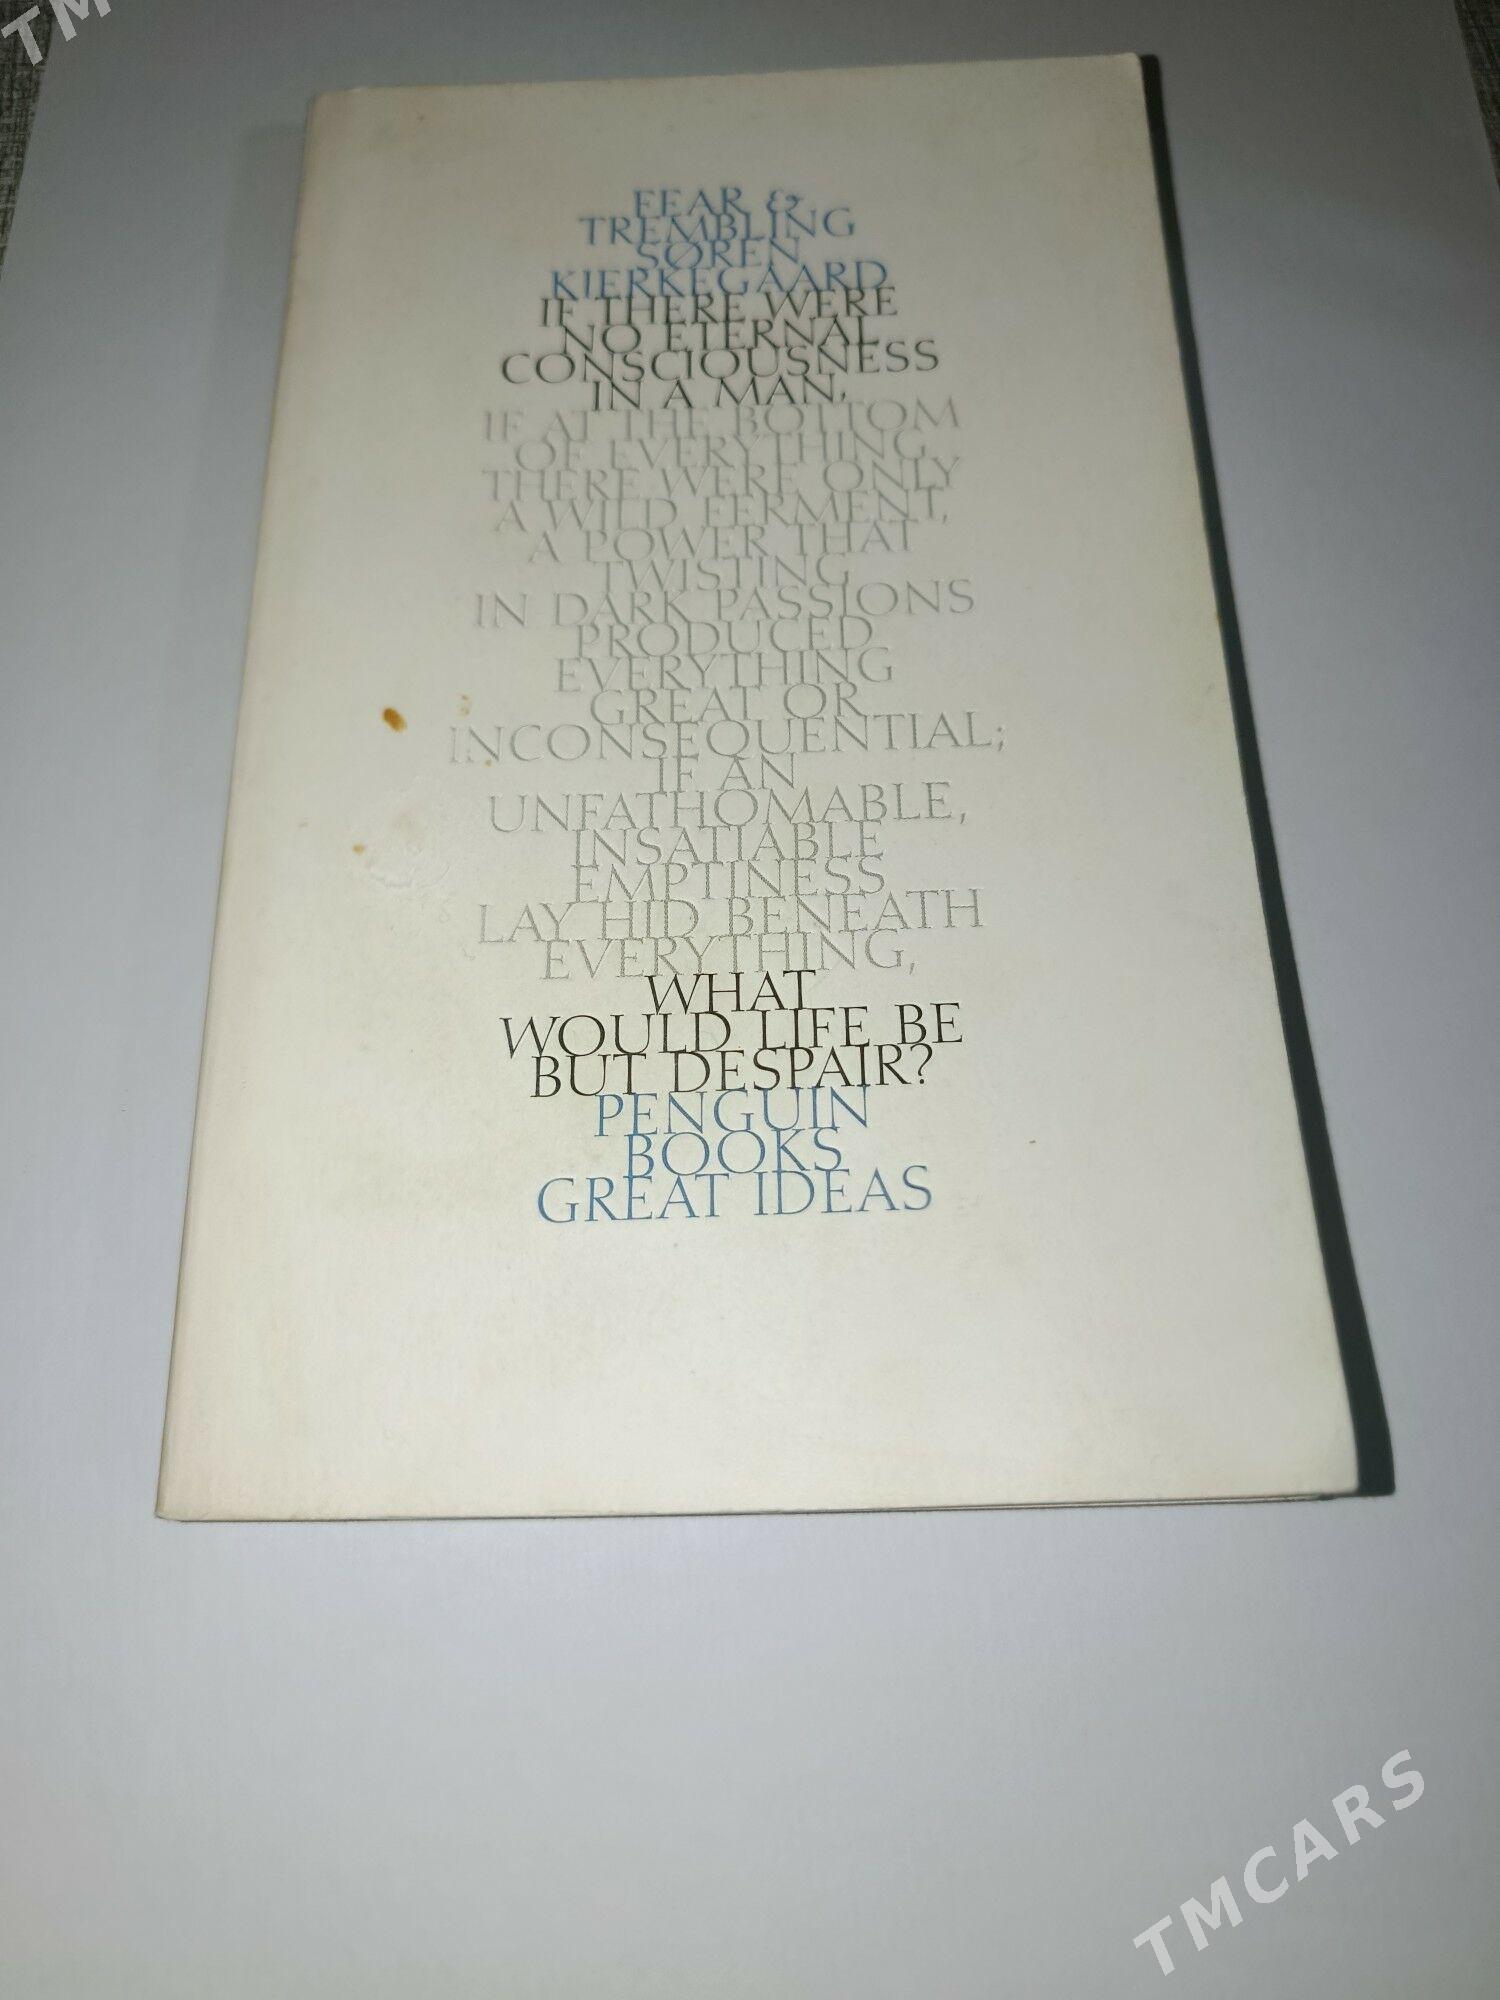 TM
FEAR &
TREMBLING
SØREN
KIERKEGAARD
IF THERE WERE
NO ETERNAL
CONSCIOUSNESS
IN A MAN,
IF AT THE BOTTOM
OF EVERYTHING
THERE WERE ONLY
A WILD FERMENT,
A POWER THAT
TWISTING
IN DARK PASSIONS
PRODUCED
EVERYTHING
GREAT OR
INCONSEQUENTIAL;
IF AN
UNFATHOMABLE,
INSATIABLE
EMPTINESS
LAY HID BENEATH
EVERYTHING,
WHAT
WOULD LIFE BE
BUT DESPAIR?
PENGUIN
BOOKS
GREAT IDEAS
TMCARS